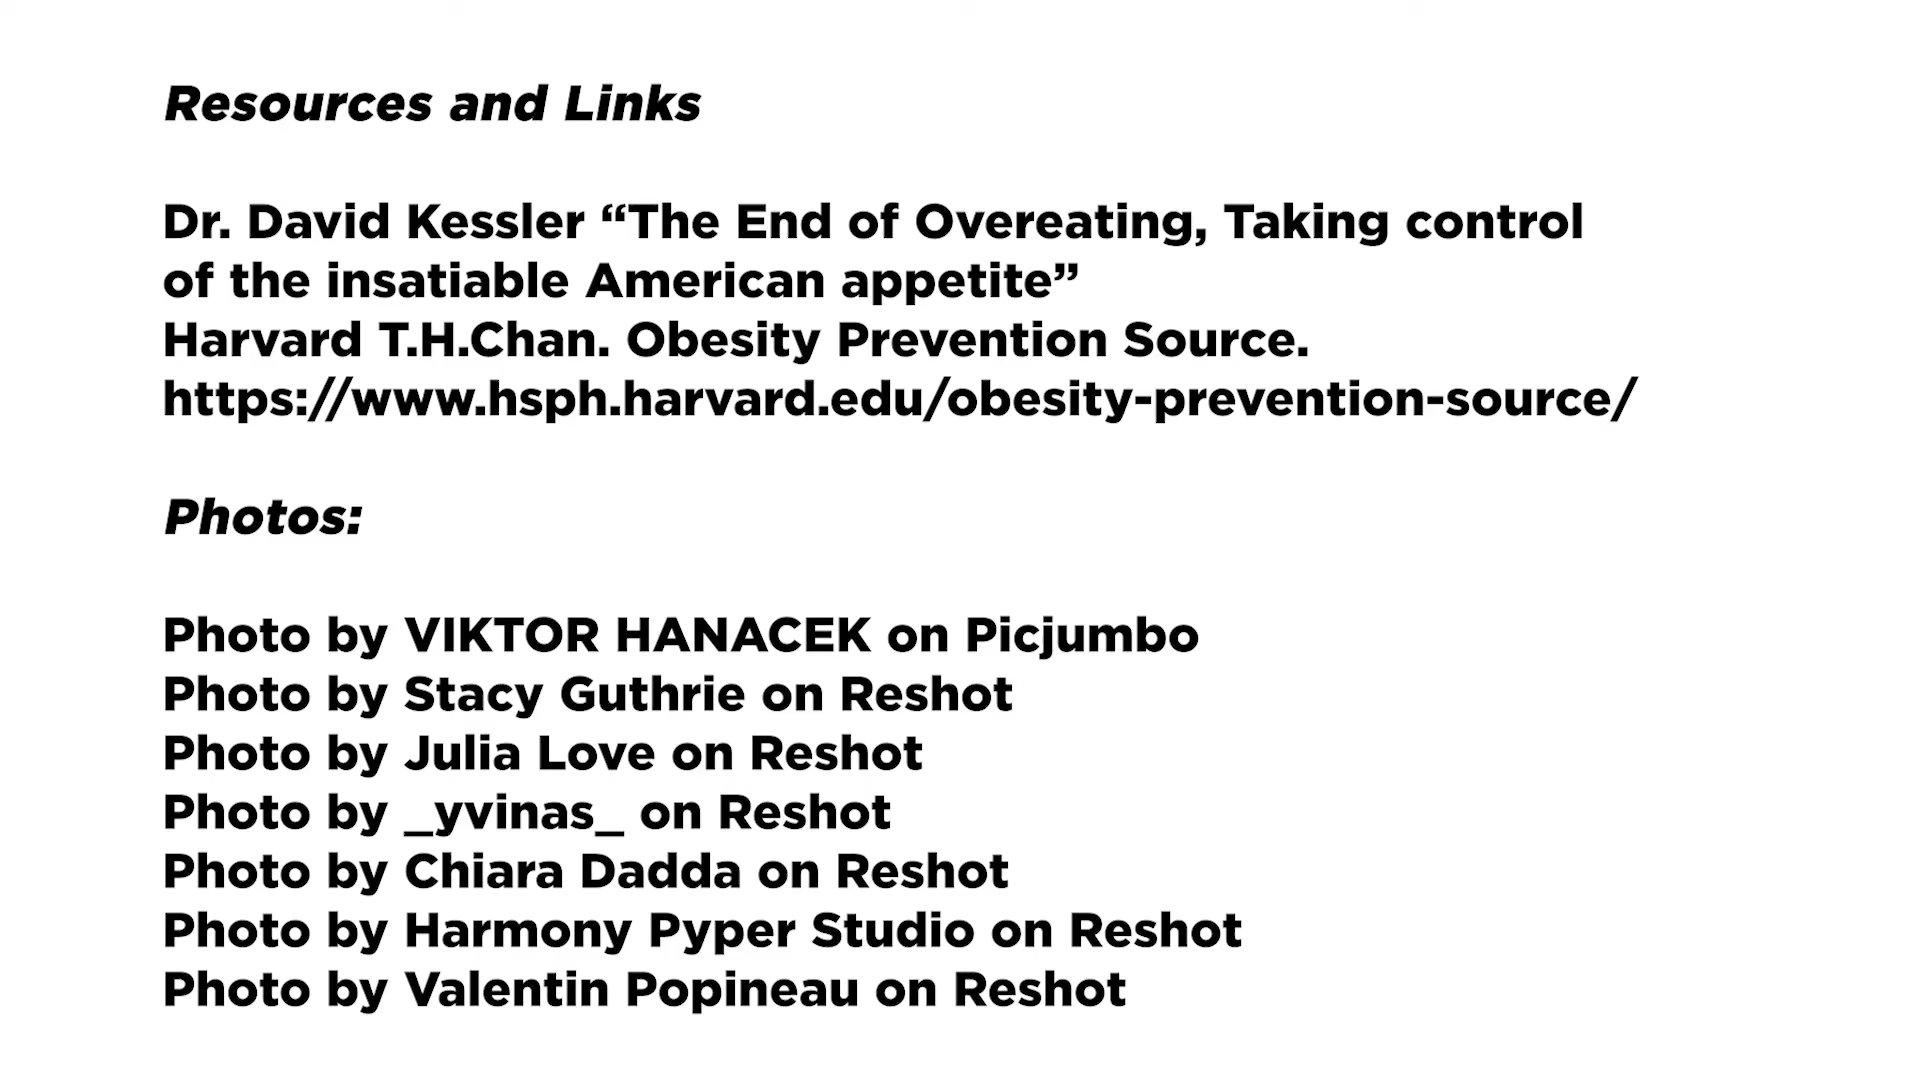 Resources and Links
Dr. David Kessler “The End of Overeating, Taking control
of the insatiable American appetite”
Harvard T.H.Chan. Obesity Prevention Source.
https://www.hsph.harvard.edu/obesity-prevention-source/
Photos:
Photo by VIKTOR HANACEK on Picjumbo
Photo by Stacy Guthrie on Reshot
Photo by Julia Love on Reshot
Photo by _yvinas_ on Reshot
Photo by Chiara Dadda on Reshot
Photo by Harmony Pyper Studio on Reshot
Photo by Valentin Popineau on Reshot